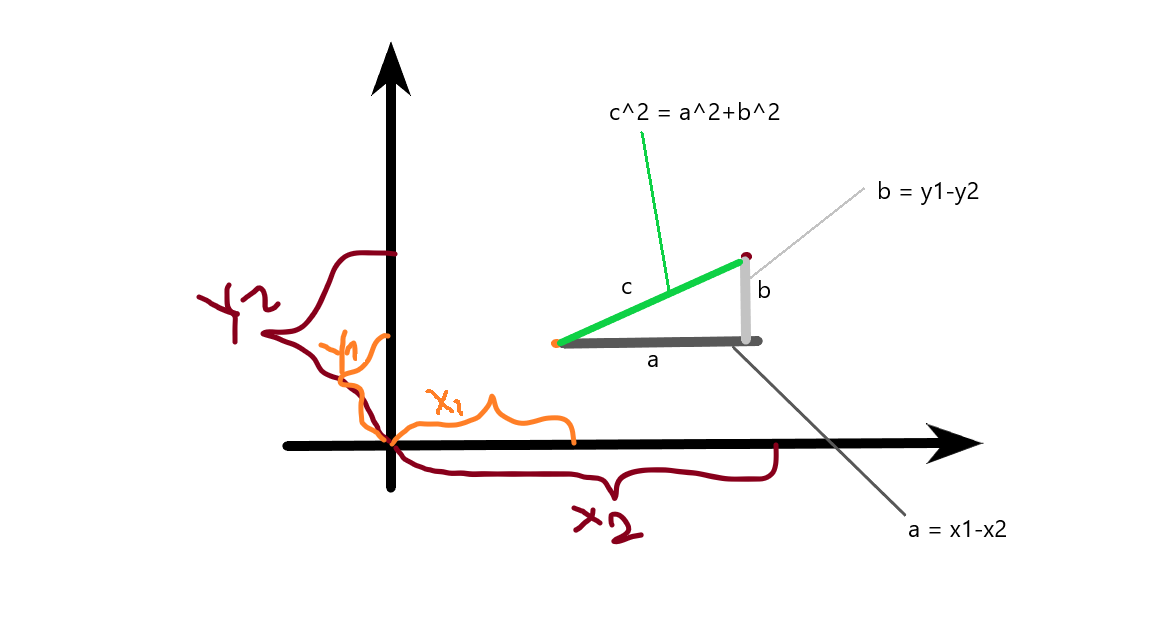 c^2 = a^2+b^2
b = y1-y2
c
b
y2
y1
a
x1
x2
a = x1-x2